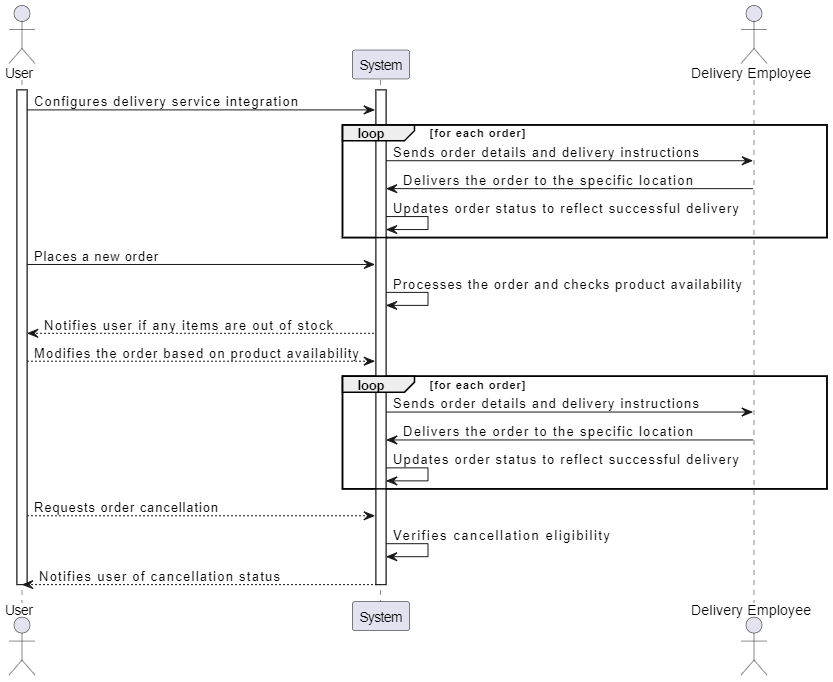 User
System
Delivery Employee
Configures delivery service integration
loop [for each order]
Sends order details and delivery instructions
Delivers the order to the specific location
Updates order status to reflect successful delivery
Places a new order
Processes the order and checks product availability
Notifies user if any items are out of stock
Modifies the order based on product availability
loop [for each order]
Sends order details and delivery instructions
Delivers the order to the specific location
Updates order status to reflect successful delivery
Requests order cancellation
Verifies cancellation eligibility
Notifies user of cancellation status
User
System
Delivery Employee